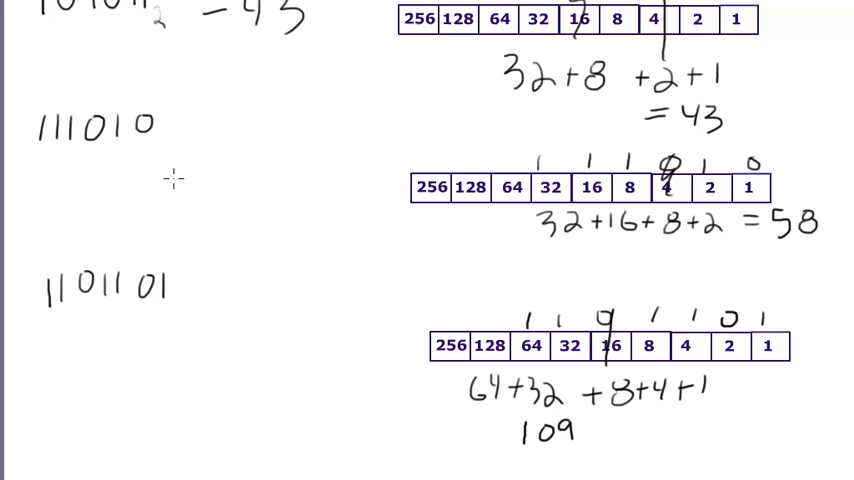 101011₂ = 43
256 128 64 32 16 8 4 2 1
32+8 +2+1
= 43
111010
1 1 1 0 1 0
256 128 64 32 16 8 4 2 1
32+16+8+2 = 58
1101101
1 1 0 1 1 0 1
256 128 64 32 16 8 4 2 1
64+32 +8+4+1
109